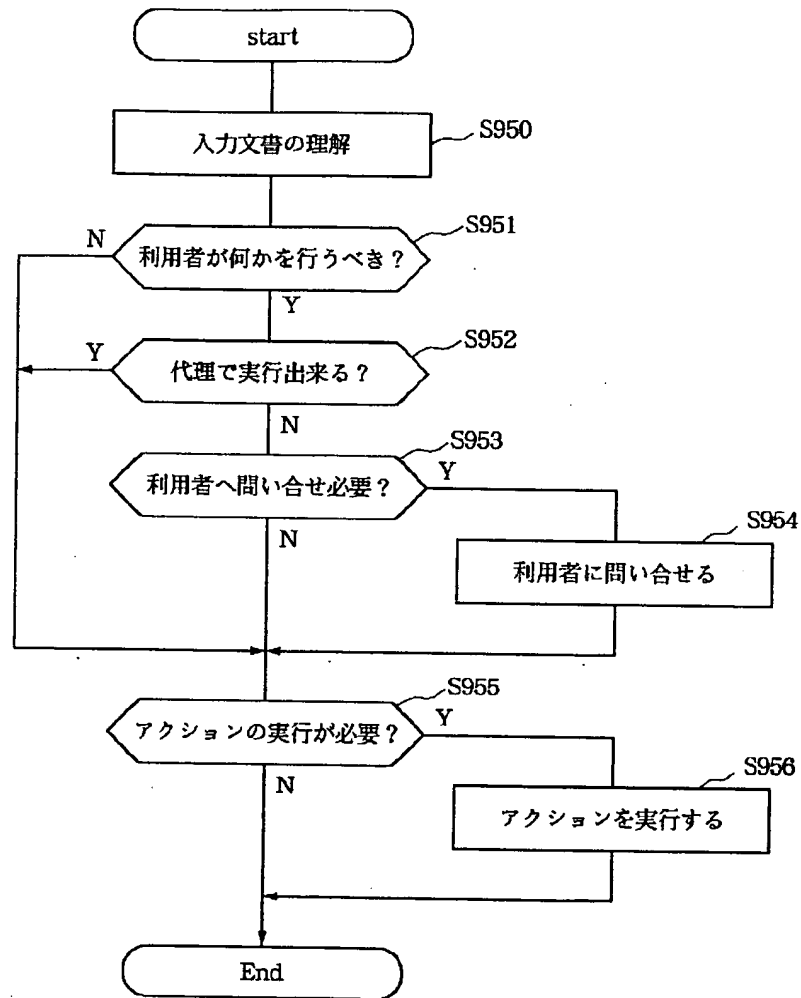 start
入力文書の理解
S950
S951
N
利用者が何かを行うべき?
Y
S952
Y
代理で実行出来る?
N
S953
利用者へ問い合せ必要?
Y
N
S954
利用者に問い合せる
S955
アクションの実行が必要?
Y
N
S956
アクションを実行する
End